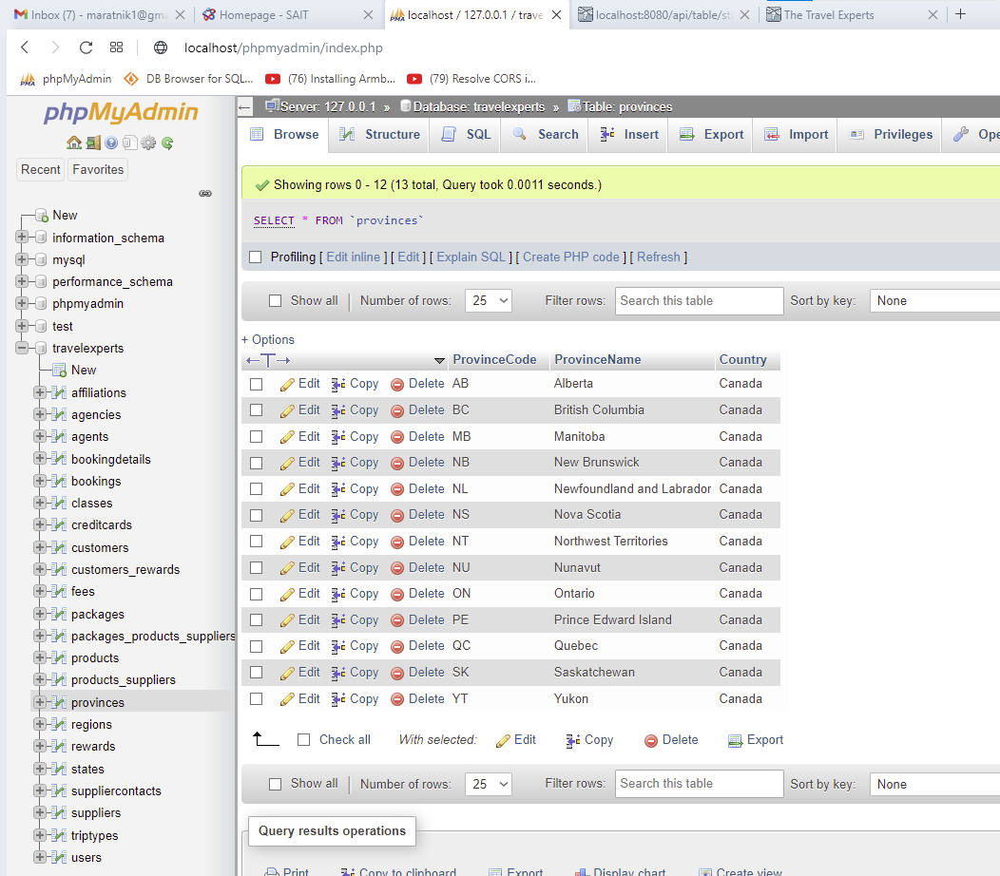 Inbox (7) - maratnik1@gma
Homepage - SAIT
localhost / 127.0.0.1 / trave
localhost:8080/api/table/sta
The Travel Experts
localhost/phpmyadmin/index.php
phpMyAdmin
DB Browser for SQL...
(76) Installing Armb...
(79) Resolve CORS i...
phpMyAdmin
Recent
Favorites
New
information_schema
mysql
performance_schema
phpmyadmin
test
travelexperts
New
affiliations
agencies
agents
bookingdetails
bookings
classes
creditcards
customers
customers_rewards
fees
packages
packages_products_suppliers
products
products_suppliers
provinces
regions
rewards
states
suppliercontacts
suppliers
triptypes
users
Server: 127.0.0.1 » Database: travelexperts » Table: provinces
Browse Structure SQL Search Insert Export Import Privileges Ope
Showing rows 0 - 12 (13 total, Query took 0.0011 seconds.)
SELECT * FROM `provinces`
Profiling [ Edit inline ] [ Edit ] [ Explain SQL ] [ Create PHP code ] [ Refresh ]
Show all | Number of rows: 25 Filter rows: Search this table Sort by key: None
+ Options
←T→ ProvinceCode ProvinceName Country
Edit Copy Delete AB Alberta Canada
Edit Copy Delete BC British Columbia Canada
Edit Copy Delete MB Manitoba Canada
Edit Copy Delete NB New Brunswick Canada
Edit Copy Delete NL Newfoundland and Labrador Canada
Edit Copy Delete NS Nova Scotia Canada
Edit Copy Delete NT Northwest Territories Canada
Edit Copy Delete NU Nunavut Canada
Edit Copy Delete ON Ontario Canada
Edit Copy Delete PE Prince Edward Island Canada
Edit Copy Delete QC Quebec Canada
Edit Copy Delete SK Saskatchewan Canada
Edit Copy Delete YT Yukon Canada
Check all With selected: Edit Copy Delete Export
Show all | Number of rows: 25 Filter rows: Search this table Sort by key: None
Query results operations
Print Copy to clipboard Export Display chart Create view